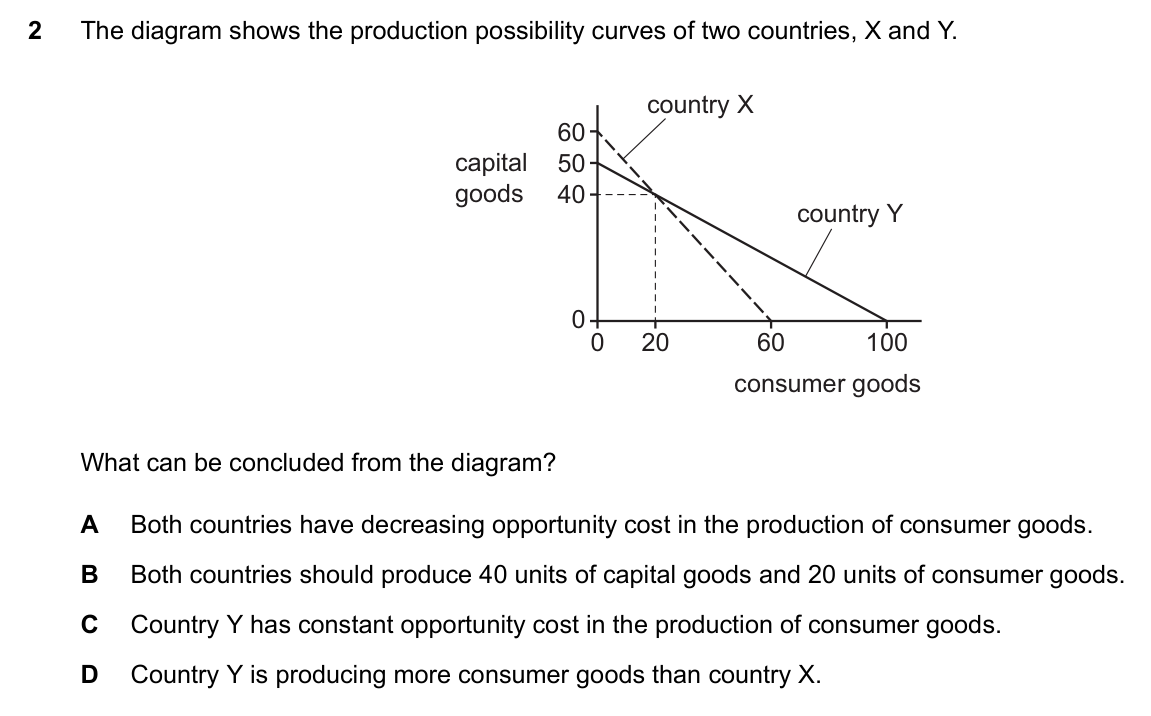 2 The diagram shows the production possibility curves of two countries, X and Y.
country X
60
capital 50
goods 40
country Y
0
0 20 60 100
consumer goods
What can be concluded from the diagram?
A Both countries have decreasing opportunity cost in the production of consumer goods.
B Both countries should produce 40 units of capital goods and 20 units of consumer goods.
C Country Y has constant opportunity cost in the production of consumer goods.
D Country Y is producing more consumer goods than country X.